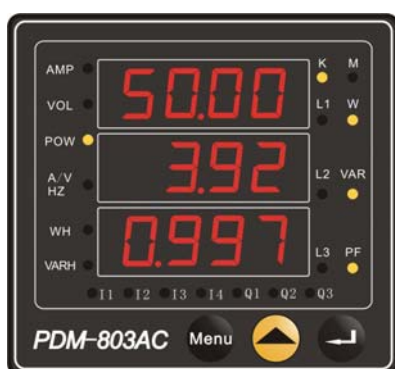 K M
AMP 50.00
L1 W
VOL
POW
A/V
HZ
3.92
L2 VAR
WH 0.997
L3 PF
VARH
I1 I2 I3 I4 Q1 Q2 Q3
PDM-803AC Menu